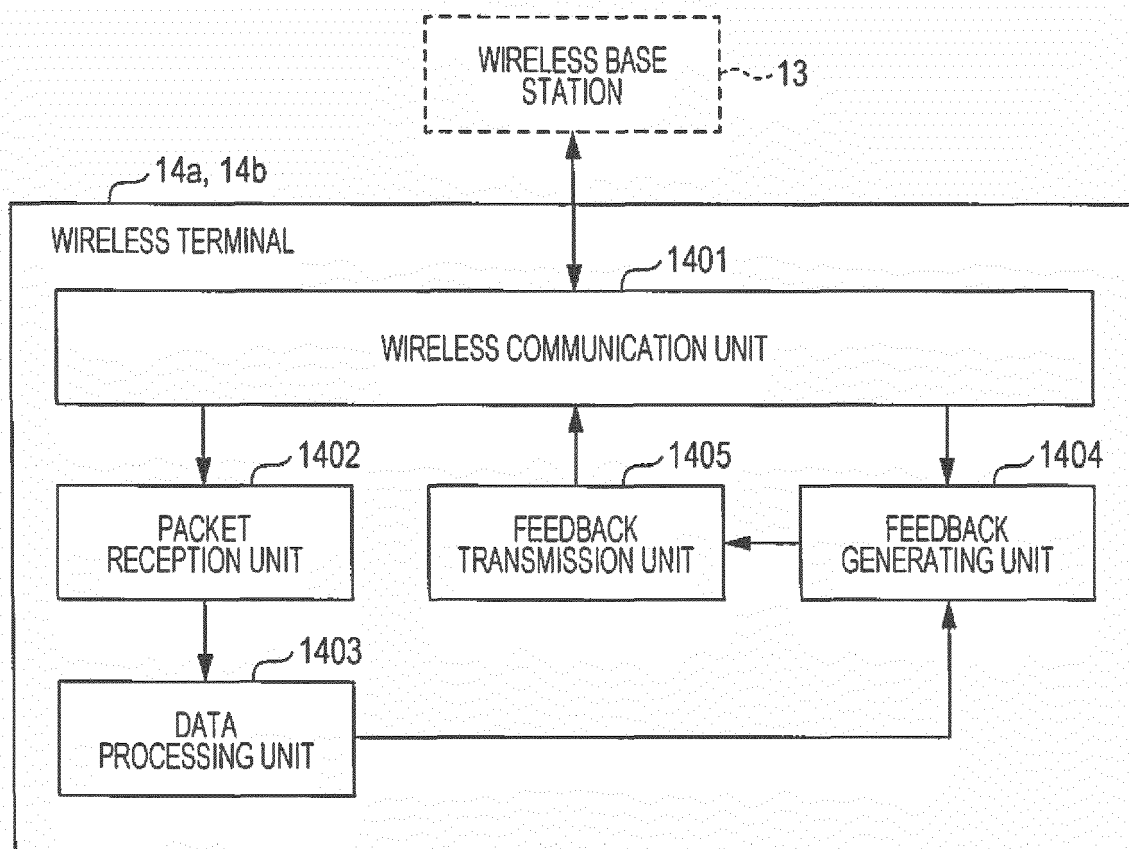 WIRELESS BASE
STATION
13
14a, 14b
WIRELESS TERMINAL
1401
WIRELESS COMMUNICATION UNIT
1402
1405
1404
PACKET
RECEPTION UNIT
FEEDBACK
TRANSMISSION UNIT
FEEDBACK
GENERATING UNIT
1403
DATA
PROCESSING UNIT